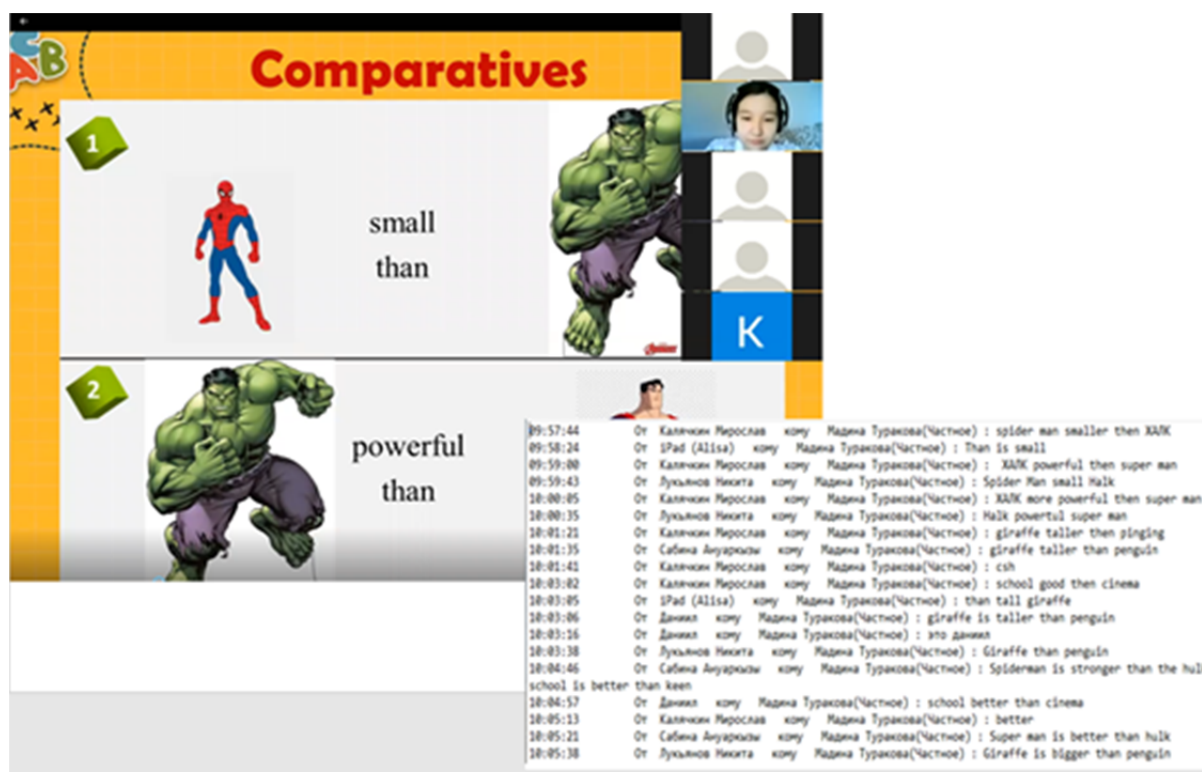 CAB
Comparatives
1
small
than
AVENGERS
K
2
powerful
than
09:57:44 От Калячкин Мирослав кому Мадина Туракова(Частное) : spider man smaller then ХАЛК
09:58:24 От iPad (Alisa) кому Мадина Туракова(Частное) : Than is small
09:59:00 От Калячкин Мирослав кому Мадина Туракова(Частное) : ХАЛК powerful then super man
09:59:43 От Лукьянов Никита кому Мадина Туракова(Частное) : Spider Man small Halk
10:00:05 От Калячкин Мирослав кому Мадина Туракова(Частное) : ХАЛК more powerful then super man
10:00:35 От Лукьянов Никита кому Мадина Туракова(Частное) : Halk powertul super man
10:01:21 От Калячкин Мирослав кому Мадина Туракова(Частное) : giraffe taller then pinging
10:01:35 От Сабина Ануаркызы кому Мадина Туракова(Частное) : giraffe taller than penguin
10:01:41 От Калячкин Мирослав кому Мадина Туракова(Частное) : csh
10:03:02 От Калячкин Мирослав кому Мадина Туракова(Частное) : school good then cinema
10:03:05 От iPad (Alisa) кому Мадина Туракова(Частное) : than tall giraffe
10:03:06 От Даниил кому Мадина Туракова(Частное) : giraffe is taller than penguin
10:03:16 От Даниил кому Мадина Туракова(Частное) : это даниил
10:03:38 От Лукьянов Никита кому Мадина Туракова(Частное) : Giraffe than penguin
10:04:46 От Сабина Ануаркызы кому Мадина Туракова(Частное) : Spiderman is stronger than the hul
school is better than keen
10:04:57 От Даниил кому Мадина Туракова(Частное) : school better than cinema
10:05:13 От Калячкин Мирослав кому Мадина Туракова(Частное) : better
10:05:21 От Сабина Ануаркызы кому Мадина Туракова(Частное) : Super man is better than hulk
10:05:38 От Лукьянов Никита кому Мадина Туракова(Частное) : Giraffe is bigger than penguin